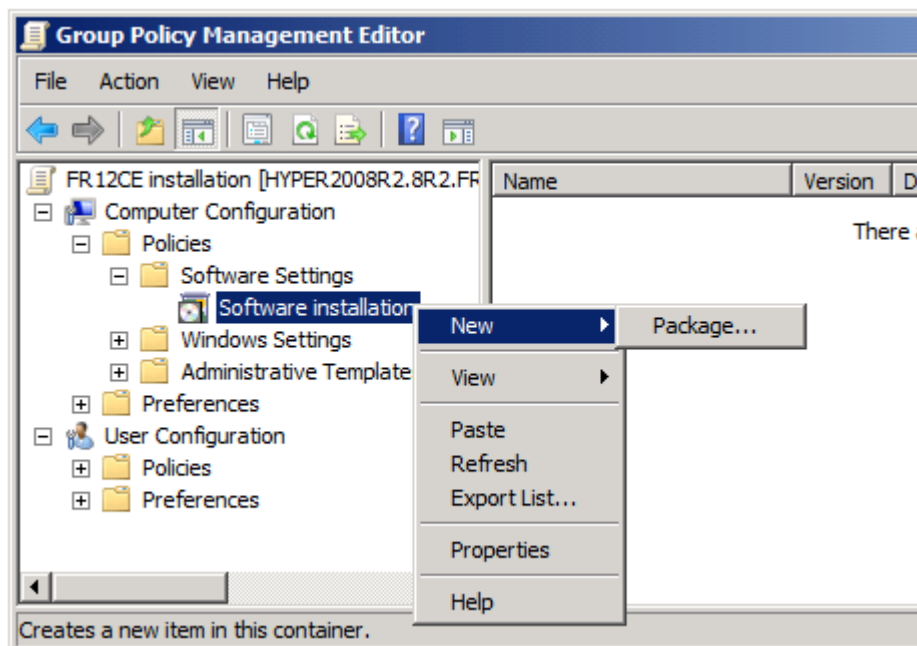 Group Policy Management Editor
File Action View Help
FR12CE installation [HYPER2008R2.8R2.FR
Name Version D
Computer Configuration
There
Policies
Software Settings
Software installation
New Package...
Windows Settings
Administrative Template
View
Preferences
Paste
User Configuration
Refresh
Policies
Export List...
Preferences
Properties
Help
Creates a new item in this container.